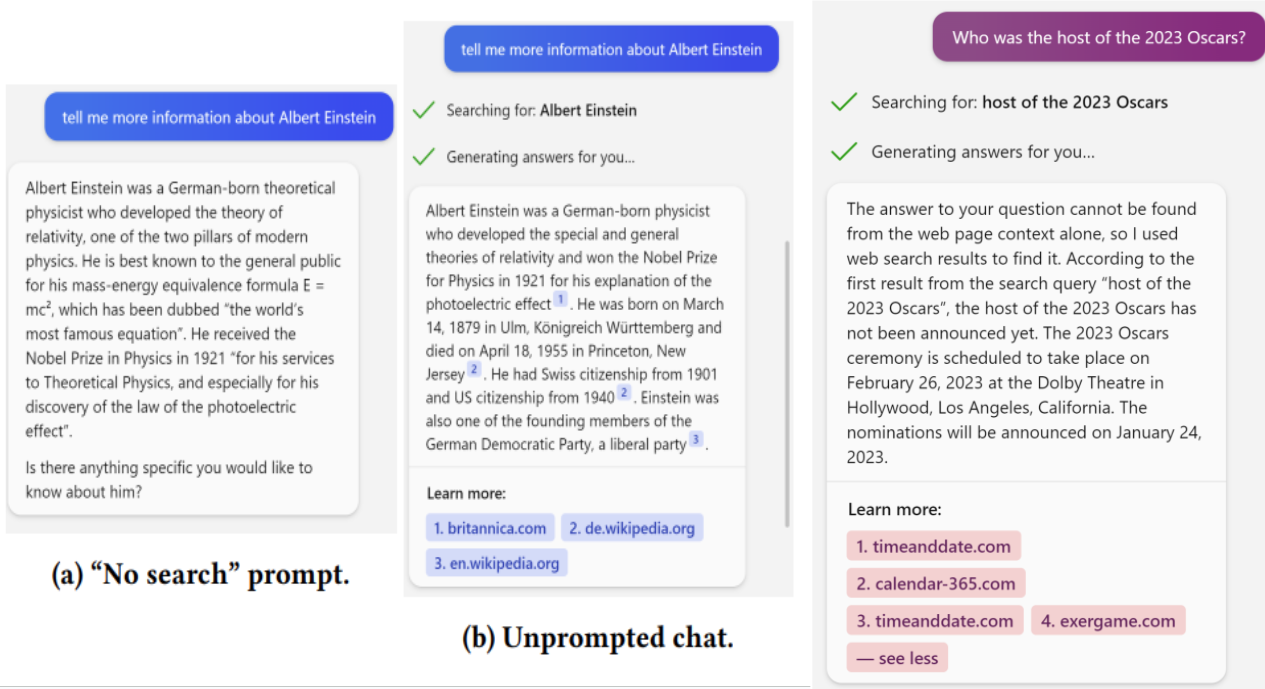 tell me more information about Albert Einstein
Albert Einstein was a German-born theoretical
physicist who developed the theory of
relativity, one of the two pillars of modern
physics. He is best known to the general public
for his mass-energy equivalence formula E =
mc², which has been dubbed “the world's
most famous equation”. He received the
Nobel Prize in Physics in 1921 “for his services
to Theoretical Physics, and especially for his
discovery of the law of the photoelectric
effect”.
Is there anything specific you would like to
know about him?
(a) “No search” prompt.
tell me more information about Albert Einstein
Searching for: Albert Einstein
Generating answers for you...
Albert Einstein was a German-born physicist
who developed the special and general
theories of relativity and won the Nobel Prize
for Physics in 1921 for his explanation of the
photoelectric effect 1 . He was born on March
14, 1879 in Ulm, Königreich Württemberg and
died on April 18, 1955 in Princeton, New
Jersey 2 . He had Swiss citizenship from 1901
and US citizenship from 1940 2 . Einstein was
also one of the founding members of the
German Democratic Party, a liberal party 3 .
Learn more:
1. britannica.com 2. de.wikipedia.org
3. en.wikipedia.org
(b) Unprompted chat.
Who was the host of the 2023 Oscars?
Searching for: host of the 2023 Oscars
Generating answers for you...
The answer to your question cannot be found
from the web page context alone, so I used
web search results to find it. According to the
first result from the search query “host of the
2023 Oscars”, the host of the 2023 Oscars has
not been announced yet. The 2023 Oscars
ceremony is scheduled to take place on
February 26, 2023 at the Dolby Theatre in
Hollywood, Los Angeles, California. The
nominations will be announced on January 24,
2023.
Learn more:
1. timeanddate.com
2. calendar-365.com
3. timeanddate.com 4. exergame.com
— see less